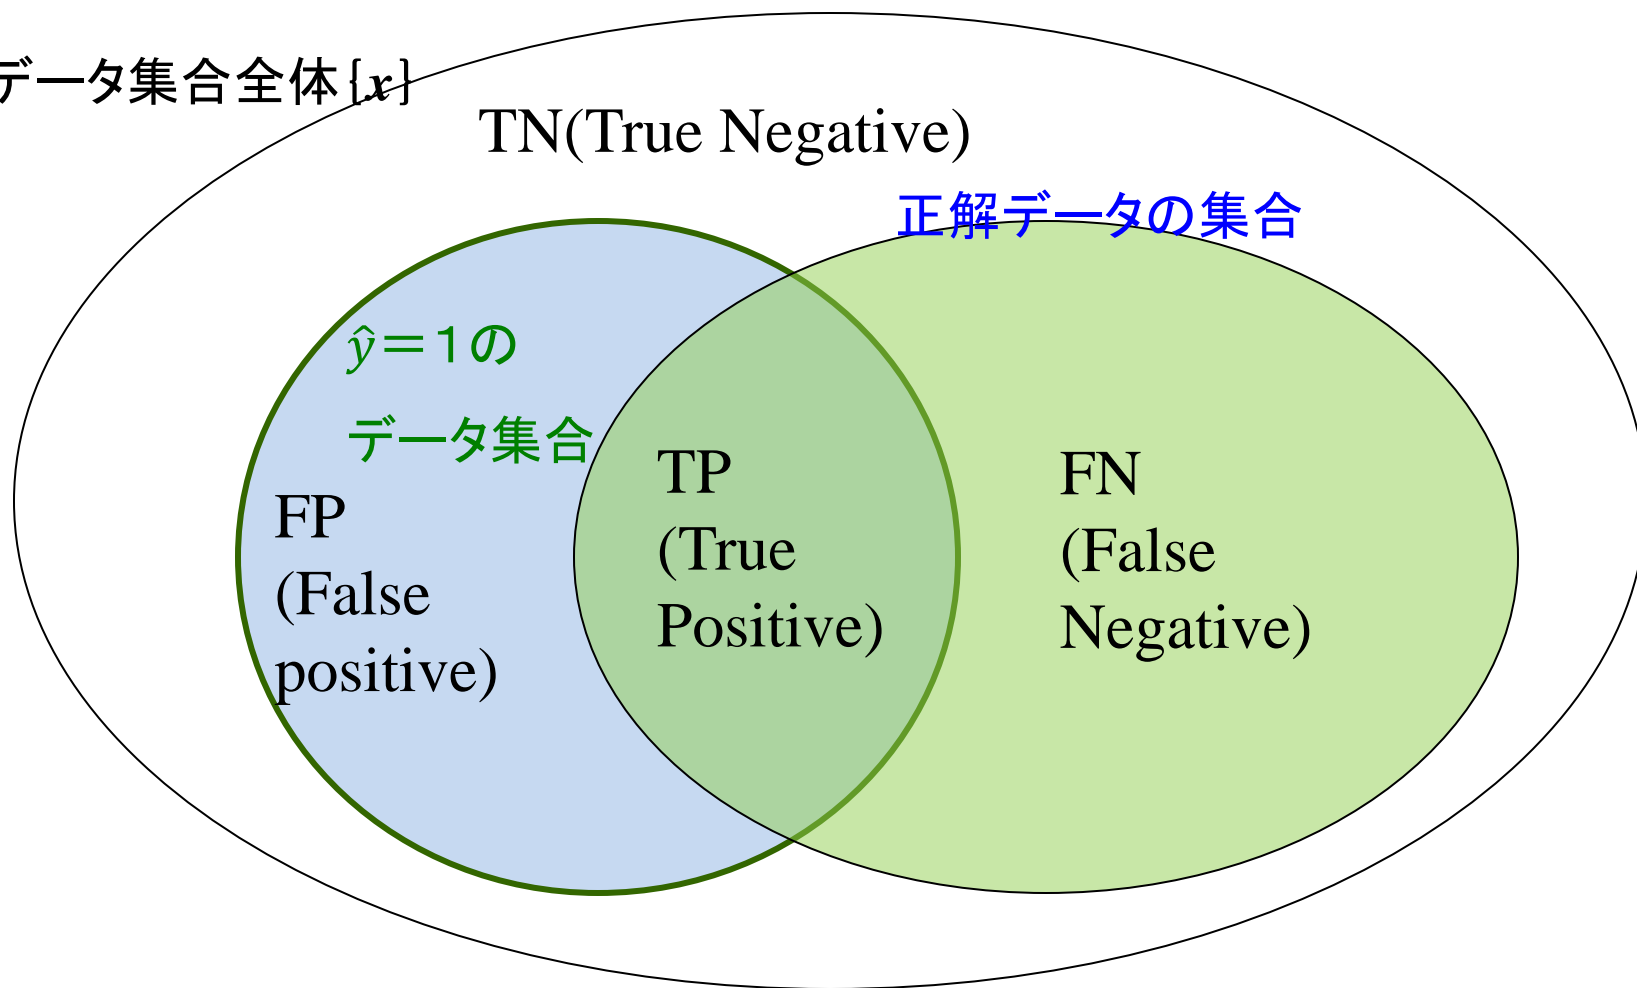 データ集合全体{x}
TN(True Negative)
正解データの集合
ŷ＝１の
データ集合
FP
(False
positive)
TP
(True
Positive)
FN
(False
Negative)